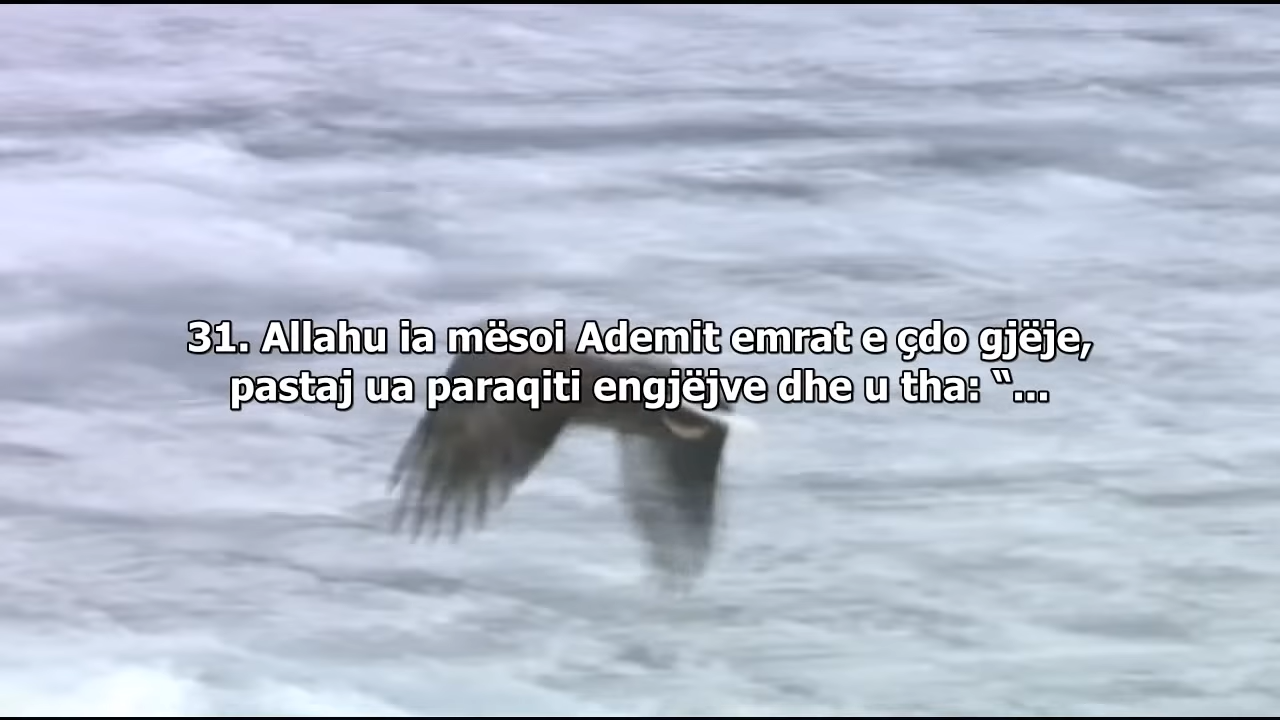 31. Allahu ia mësoi Ademit emrat e çdo gjëje,
pastaj ua paraqiti engjëjve dhe u tha: “...